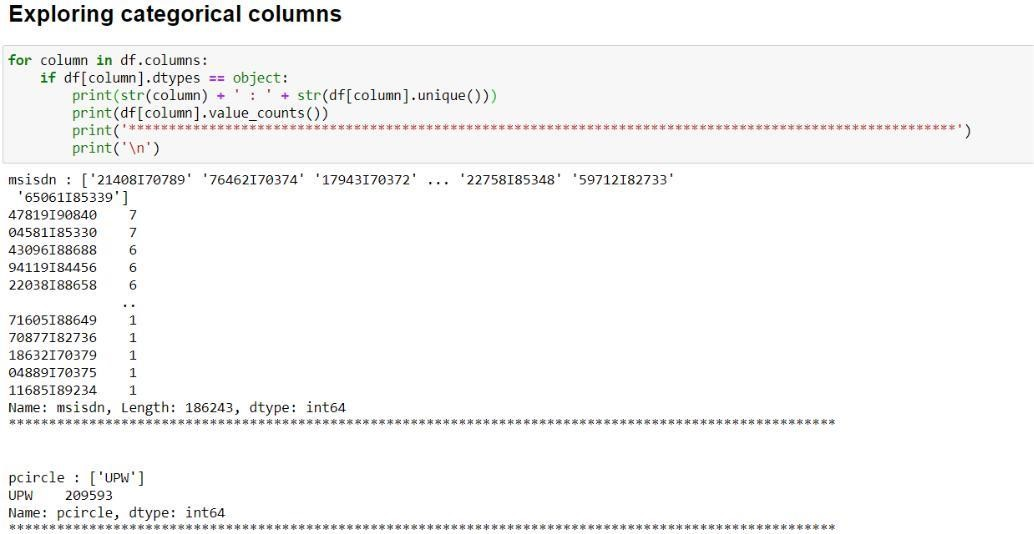 Exploring categorical columns
for column in df.columns:
    if df[column].dtypes == object:
        print(str(column) + ' : ' + str(df[column].unique()))
        print(df[column].value_counts())
        print('*******************************************************************************************************')
        print('\n')
msisdn : ['21408I70789' '76462I70374' '17943I70372' ... '22758I85348' '59712I82733'
 '65061I85339']
47819I90840    7
04581I85330    7
43096I88688    6
94119I84456    6
22038I88658    6
              ..
71605I88649    1
70877I82736    1
18632I70379    1
04889I70375    1
11685I89234    1
Name: msisdn, Length: 186243, dtype: int64
*******************************************************************************************************
pcircle : ['UPW']
UPW    209593
Name: pcircle, dtype: int64
*******************************************************************************************************